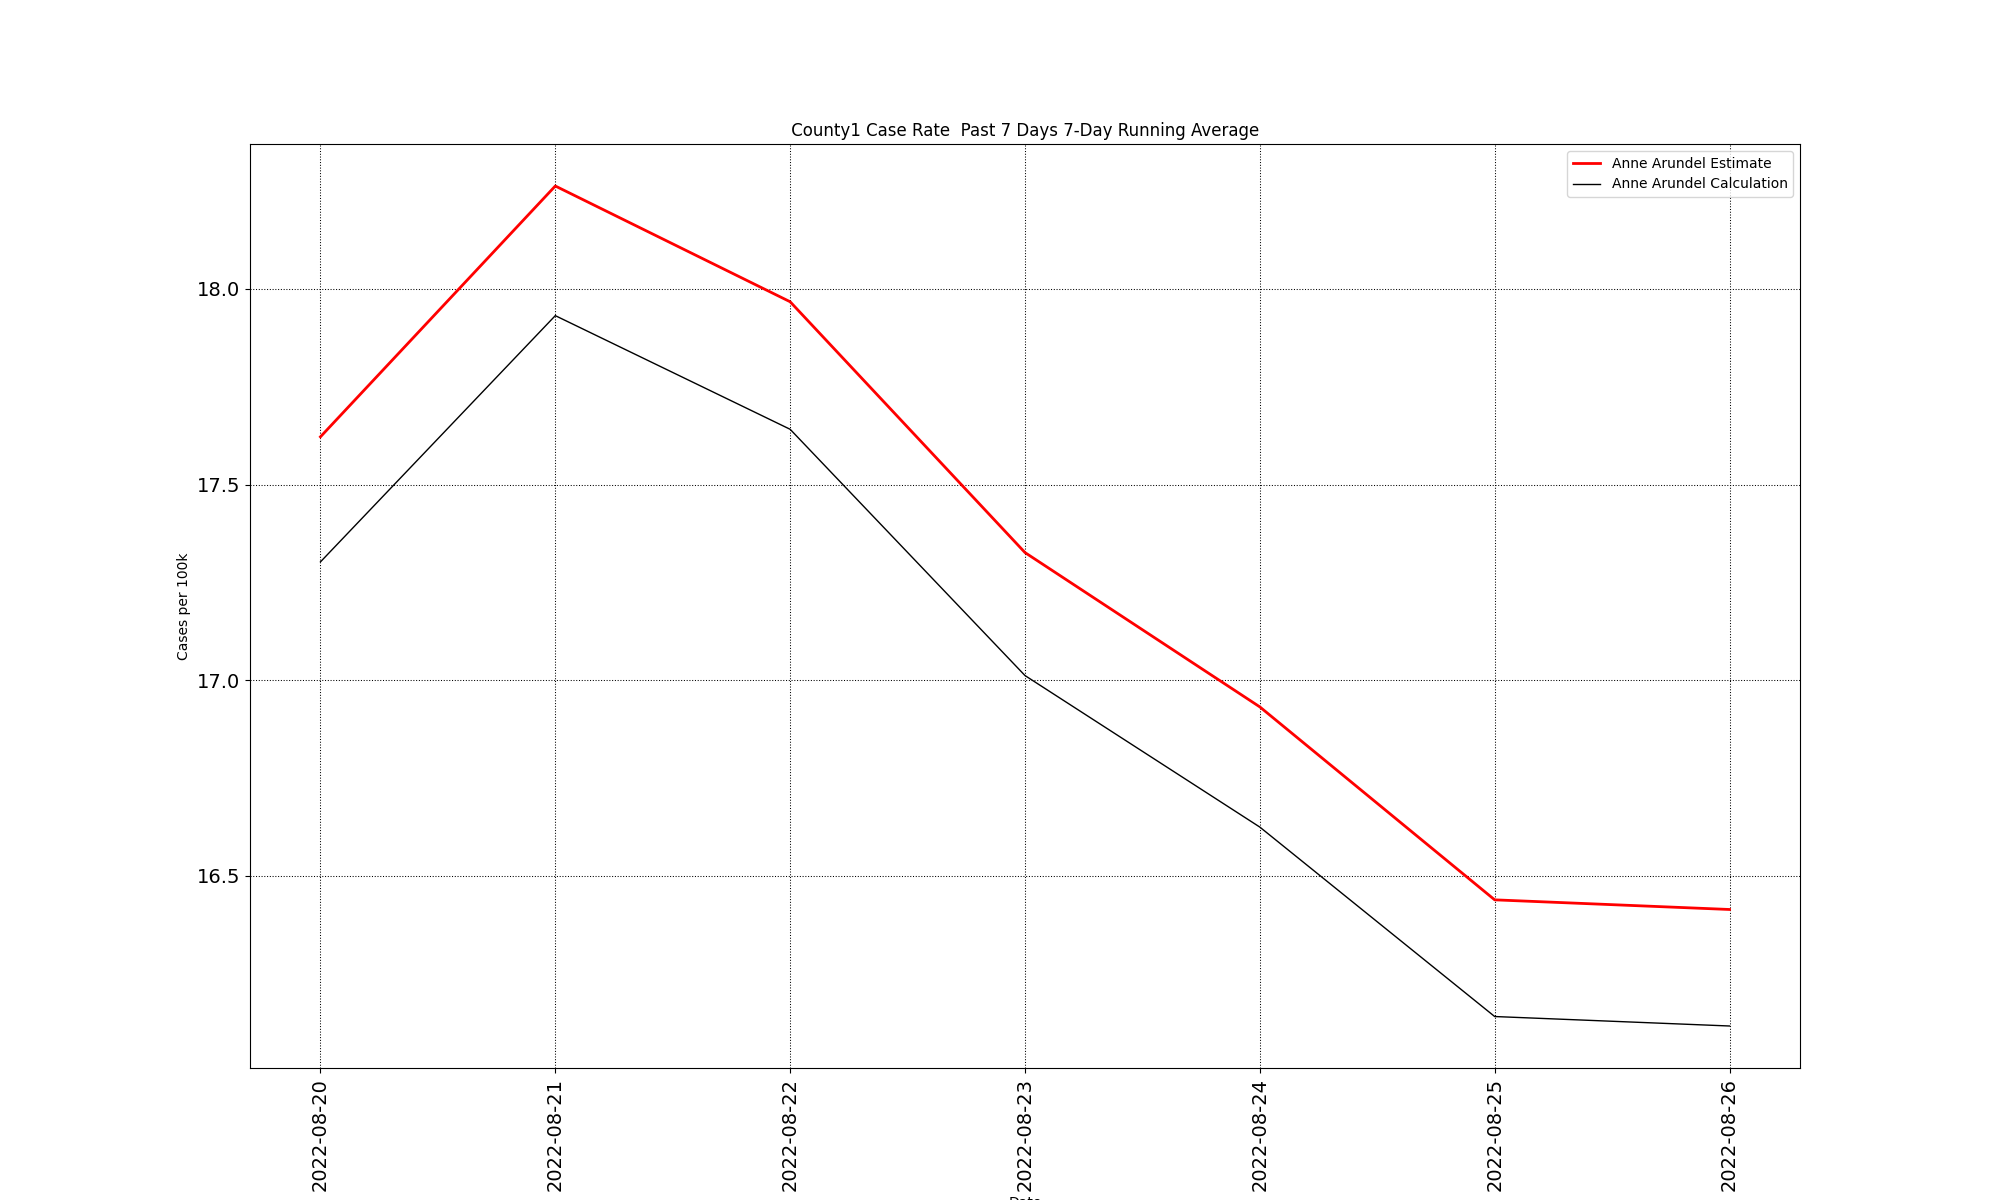 County1 Case Rate  Past 7 Days 7-Day Running Average
Anne Arundel Estimate
Anne Arundel Calculation
18.0
17.5
17.0
16.5
Cases per 100k
2022-08-20
2022-08-21
2022-08-22
2022-08-23
2022-08-24
2022-08-25
2022-08-26
Date